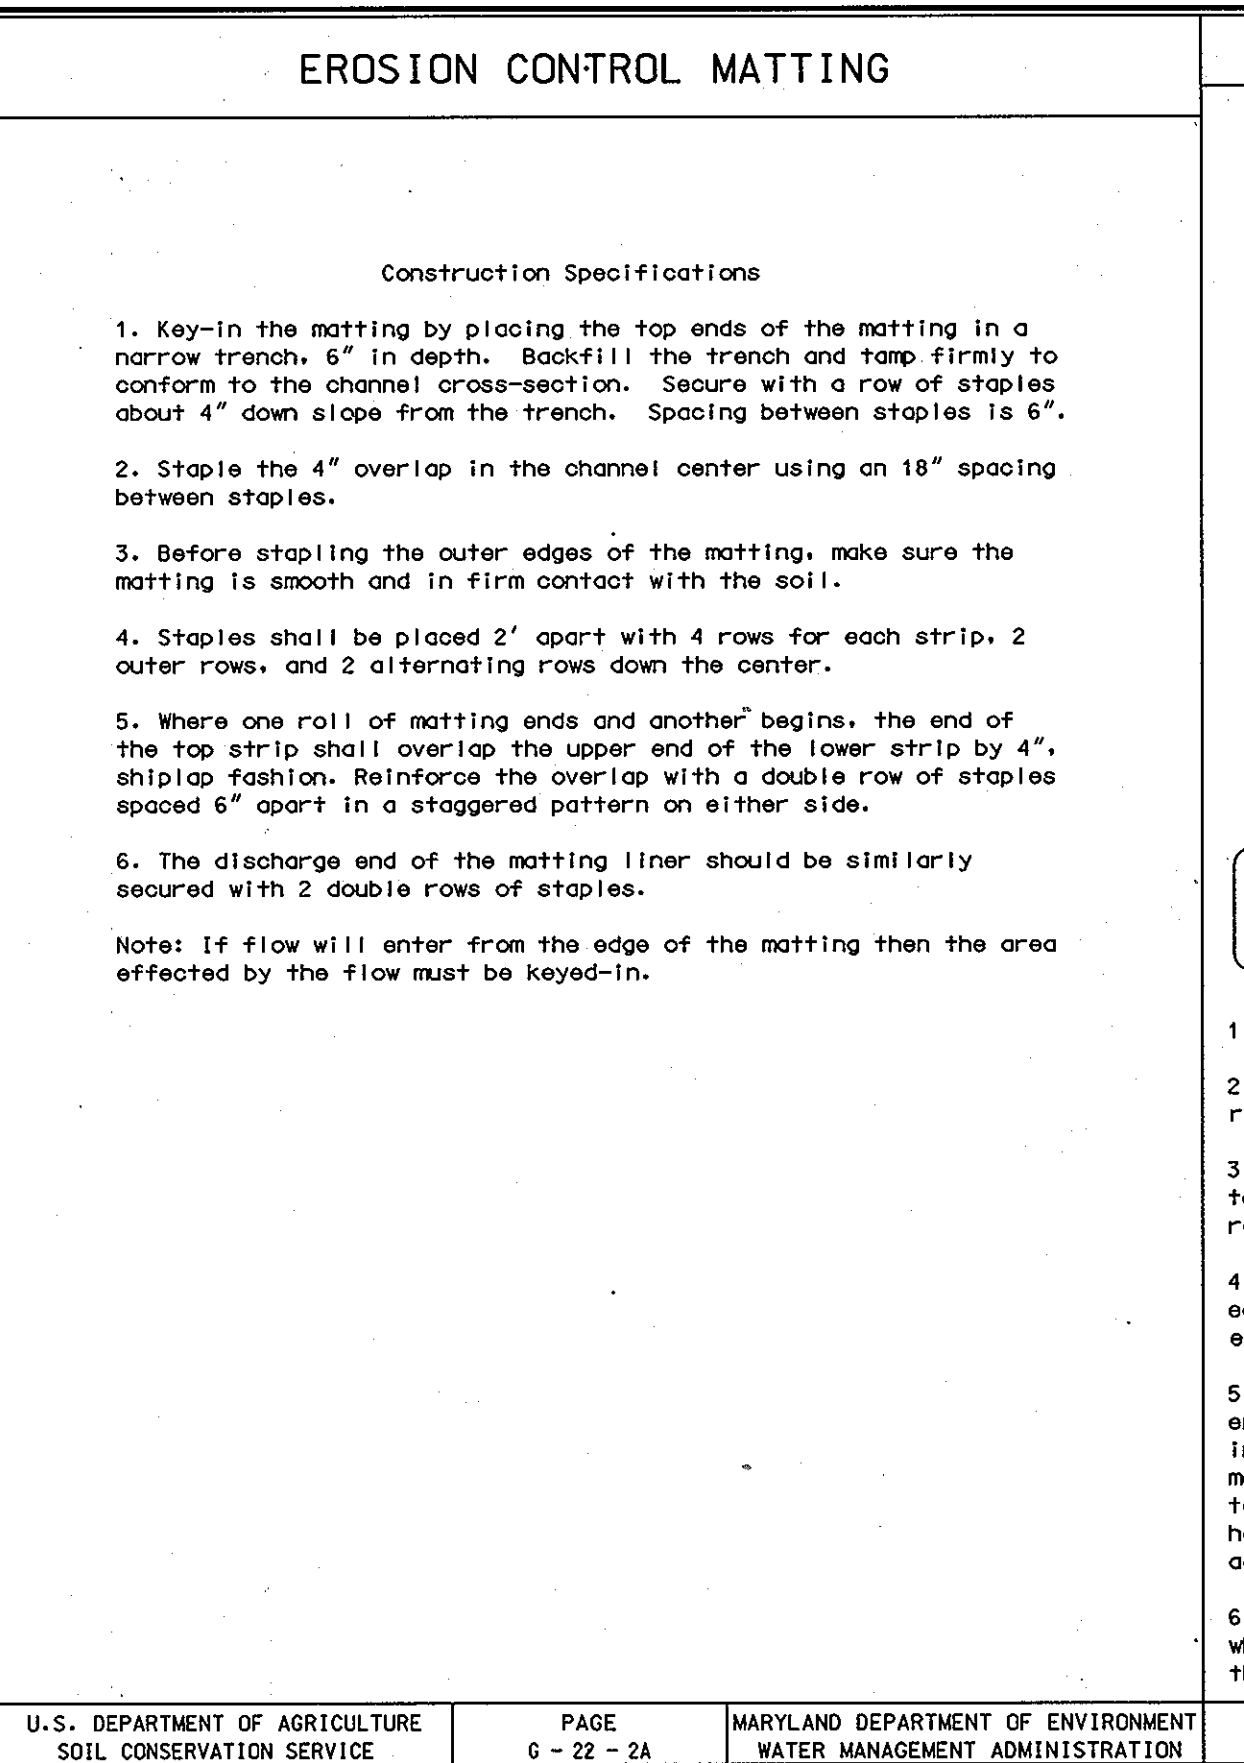 EROSION CONTROL MATTING
Construction Specifications
1. Key-in the matting by placing the top ends of the matting in a
narrow trench, 6" in depth. Backfill the trench and tamp firmly to
conform to the channel cross-section. Secure with a row of staples
about 4" down slope from the trench. Spacing between staples is 6".
2. Staple the 4" overlap in the channel center using an 18" spacing
between staples.
3. Before stapling the outer edges of the matting, make sure the
matting is smooth and in firm contact with the soil.
4. Staples shall be placed 2' apart with 4 rows for each strip, 2
outer rows, and 2 alternating rows down the center.
5. Where one roll of matting ends and another begins, the end of
the top strip shall overlap the upper end of the lower strip by 4",
shiplap fashion. Reinforce the overlap with a double row of staples
spaced 6" apart in a staggered pattern on either side.
6. The discharge end of the matting liner should be similarly
secured with 2 double rows of staples.
Note: If flow will enter from the edge of the matting then the area
effected by the flow must be keyed-in.
U.S. DEPARTMENT OF AGRICULTURE
SOIL CONSERVATION SERVICE
PAGE
G - 22 - 2A
MARYLAND DEPARTMENT OF ENVIRONMENT
WATER MANAGEMENT ADMINISTRATION
1
2
3
4
5
6